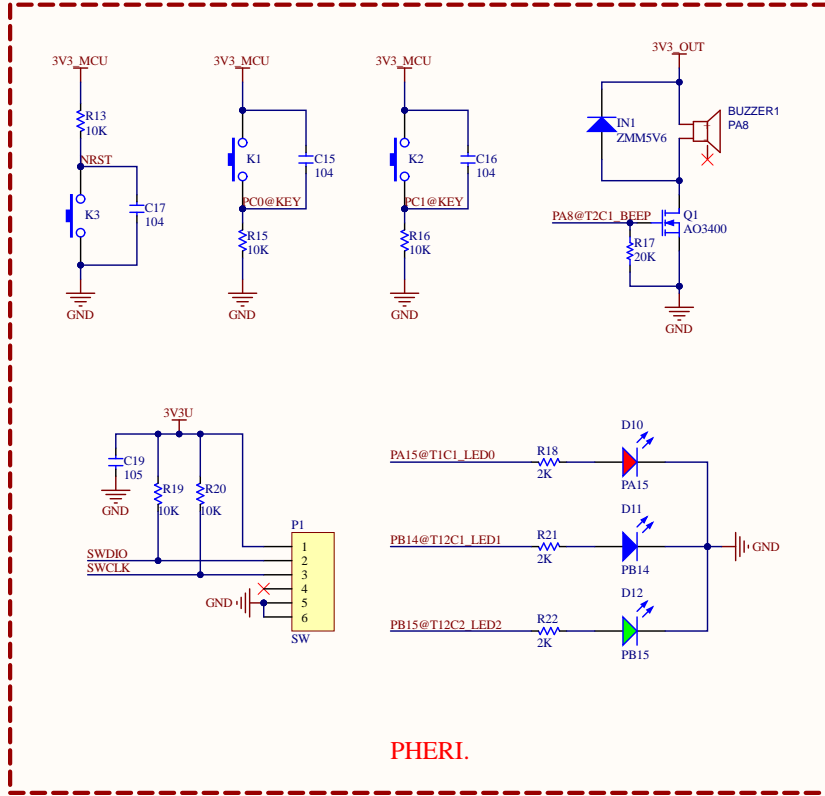 3V3_MCU
R13
10K
NRST
K3
C17
104
GND
3V3_MCU
K1
C15
104
PC0@KEY
R15
10K
GND
3V3_MCU
K2
C16
104
PC1@KEY
R16
10K
GND
3V3_OUT
IN1
ZMM5V6
BUZZER1
PA8
PA8@T2C1_BEEP
Q1
AO3400
R17
20K
GND
3V3U
C19
105
GND
R19
10K
R20
10K
SWDIO
SWCLK
GND
P1
1
2
3
4
5
6
SW
PA15@T1C1_LED0
R18
2K
D10
PA15
PB14@T12C1_LED1
R21
2K
D11
PB14
GND
PB15@T12C2_LED2
R22
2K
D12
PB15
PHERI.